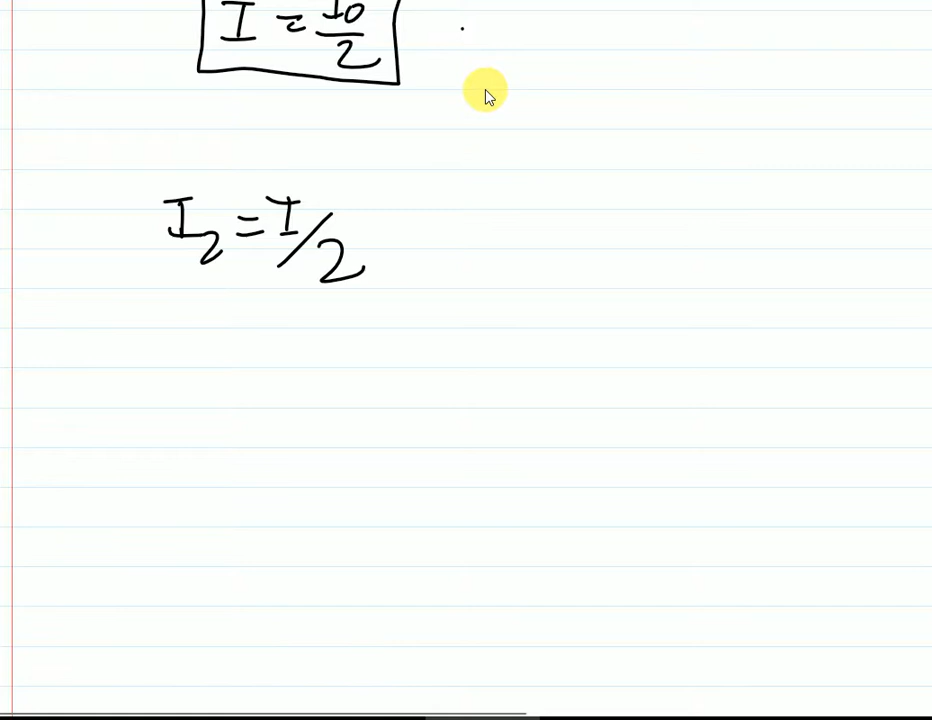 I = I0/2
I2 = I/2